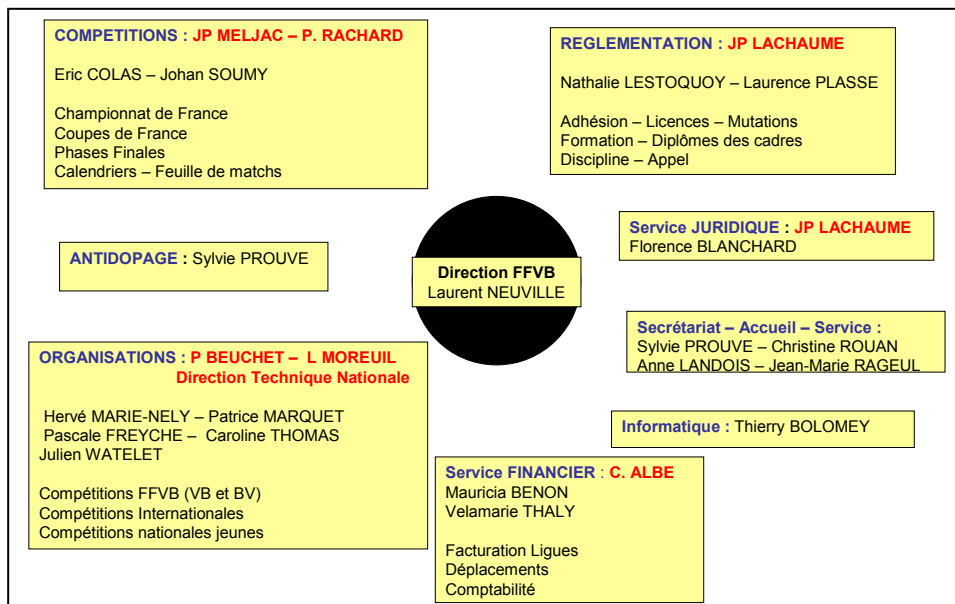 COMPETITIONS : JP MELJAC – P. RACHARD
Eric COLAS – Johan SOUMY
Championnat de France
Coupes de France
Phases Finales
Calendriers – Feuille de matchs
REGLEMENTATION : JP LACHAUME
Nathalie LESTOQUOY – Laurence PLASSE
Adhésion – Licences – Mutations
Formation – Diplômes des cadres
Discipline – Appel
Service JURIDIQUE : JP LACHAUME
Florence BLANCHARD
ANTIDOPAGE : Sylvie PROUVE
Direction FFVB
Laurent NEUVILLE
Secrétariat – Accueil – Service :
Sylvie PROUVE – Christine ROUAN
Anne LANDOIS – Jean-Marie RAGEUL
ORGANISATIONS : P BEUCHET – L MOREUIL
Direction Technique Nationale
Hervé MARIE-NELY – Patrice MARQUET
Pascale FREYCHE – Caroline THOMAS
Julien WATELET
Compétitions FFVB (VB et BV)
Compétitions Internationales
Compétitions nationales jeunes
Informatique : Thierry BOLOMEY
Service FINANCIER : C. ALBE
Mauricia BENON
Velamarie THALY
Facturation Ligues
Déplacements
Comptabilité